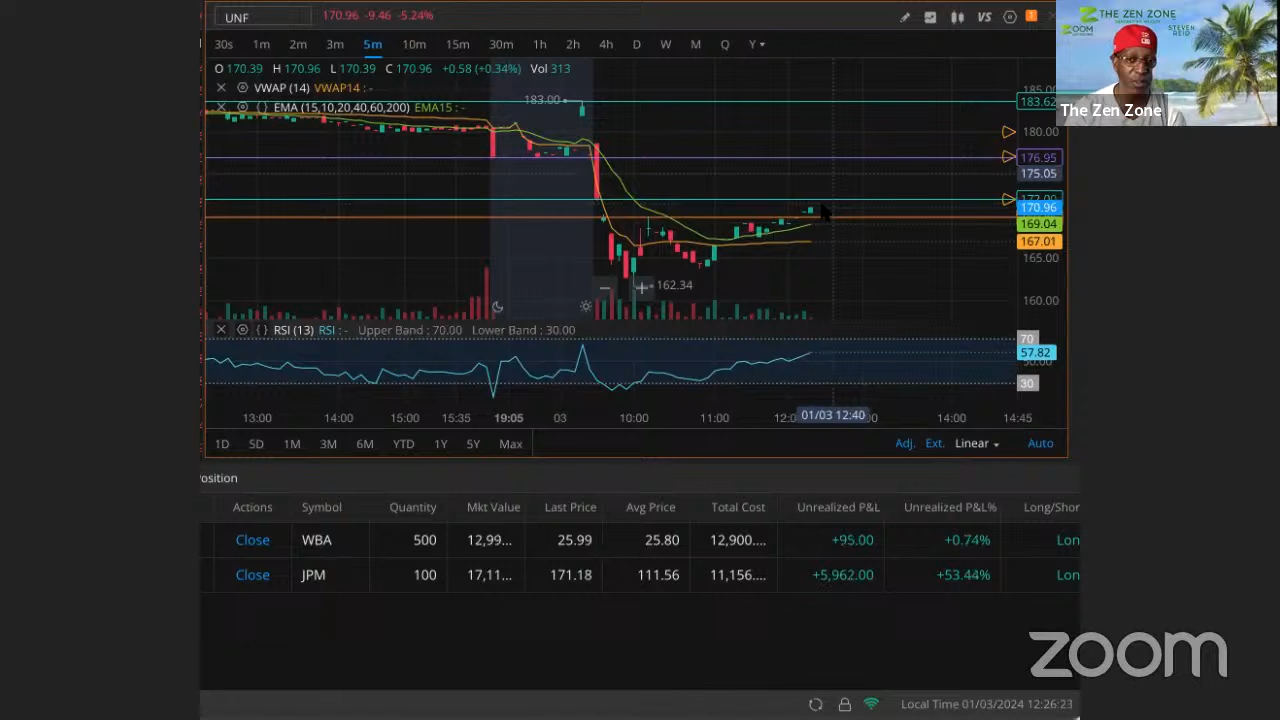 UNF 170.96 -9.46 -5.24% VS 1
30s 1m 2m 3m 5m 10m 15m 30m 1h 2h 4h D W M Q Y
O 170.39 H 170.96 L 170.39 C 170.96 +0.58 (+0.34%) Vol 313
VWAP (14) VWAP14 : -
EMA (15,10,20,40,60,200) EMA15 : -
183.00
162.34
185.00
183.62
180.00
176.95
175.05
172.00
170.96
169.04
167.01
165.00
160.00
RSI (13) RSI : - Upper Band : 70.00 Lower Band : 30.00
70
57.82
50.00
30
13:00 14:00 15:00 15:35 19:05 03 10:00 11:00 01/03 12:40 14:00 14:45
1D 5D 1M 3M 6M YTD 1Y 5Y Max Adj. Ext. Linear Auto
osition
Actions Symbol Quantity Mkt Value Last Price Avg Price Total Cost Unrealized P&L Unrealized P&L% Long/Shor
Close WBA 500 12,99... 25.99 25.80 12,900.... +95.00 +0.74% Lon
Close JPM 100 17,11... 171.18 111.56 11,156.... +5,962.00 +53.44% Lon
Local Time 01/03/2024 12:26:23
THE ZEN ZONE
ZOOM
STEVEN
REID
The Zen Zone
zoom